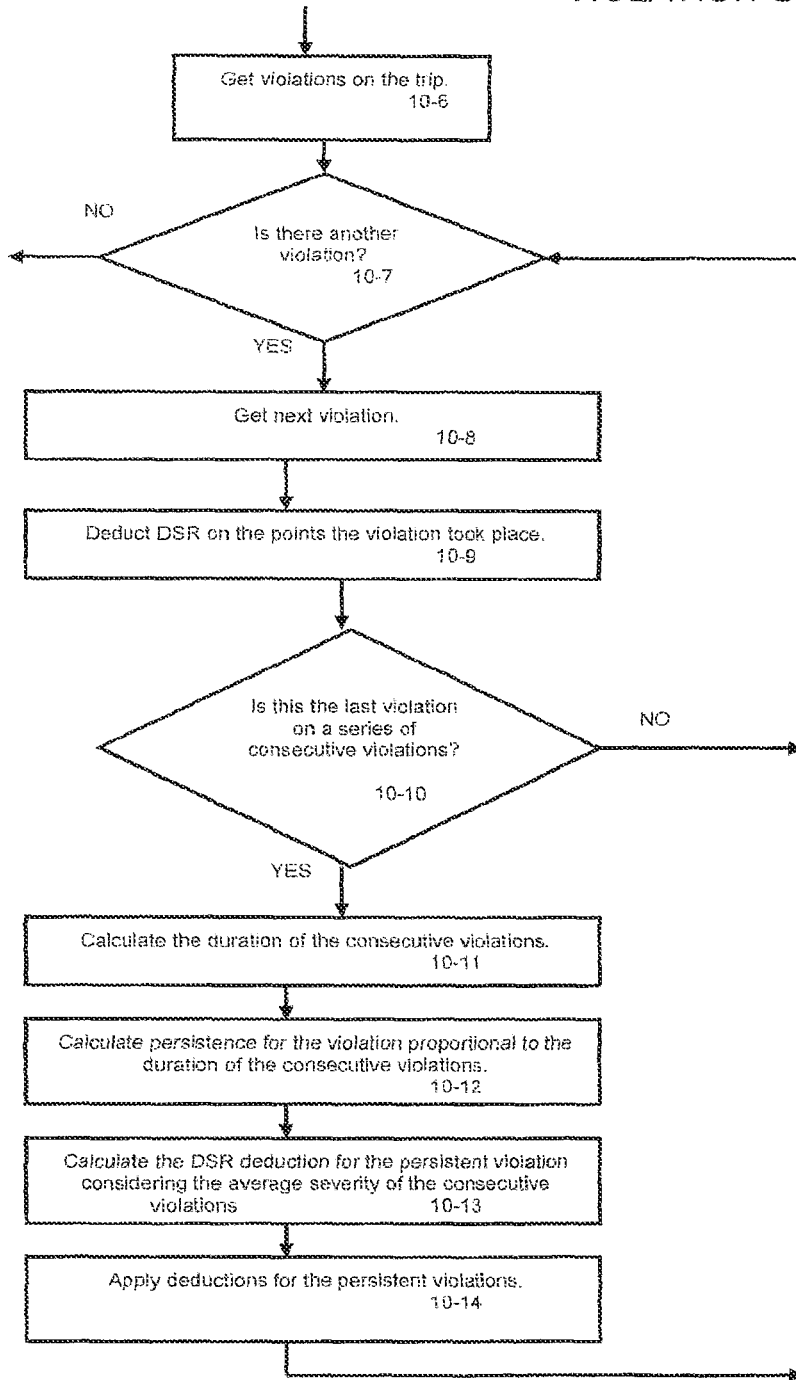 Get violations on the trip.
10-6
NO
Is there another
violation?
10-7
YES
Get next violation.
10-8
Deduct DSR on the points the violation took place.
10-9
Is this the last violation
on a series of
consecutive violations?
NO
10-10
YES
Calculate the duration of the consecutive violations.
10-11
Calculate persistence for the violation proportional to the
duration of the consecutive violations.
10-12
Calculate the DSR deduction for the persistent violation
considering the average severity of the consecutive
violations 10-13
Apply deductions for the persistent violations.
10-14